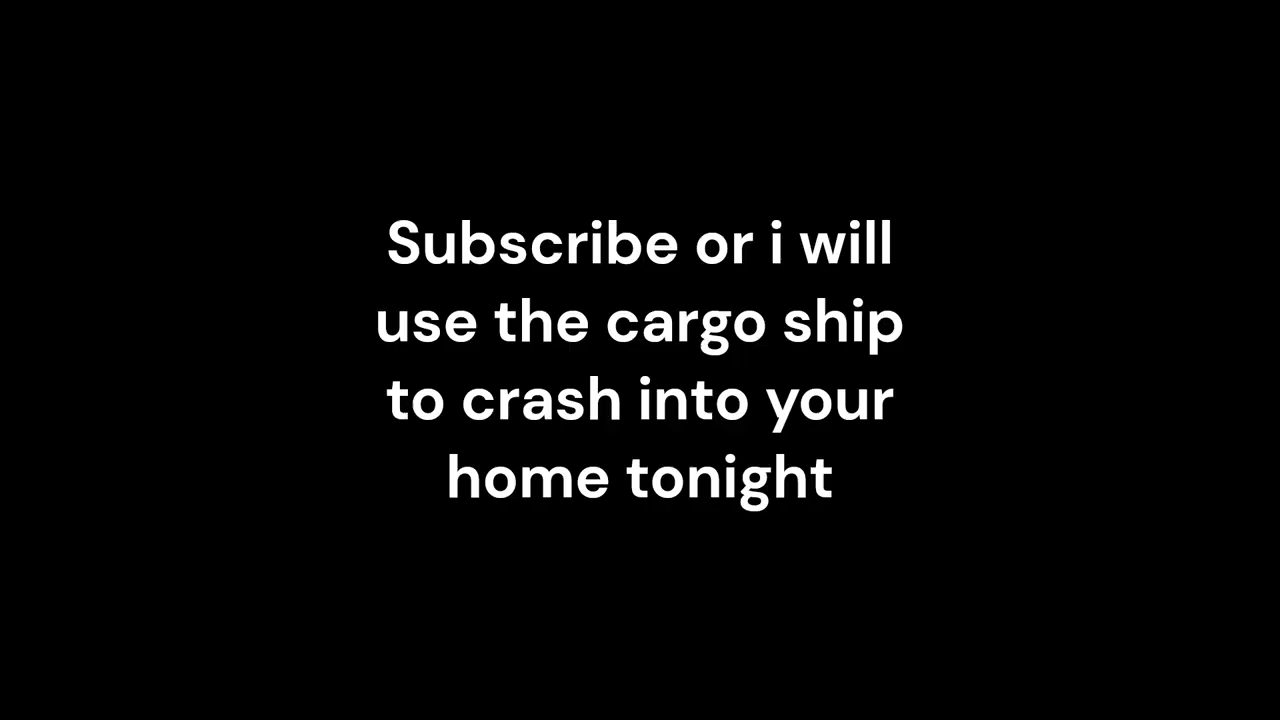 Subscribe or i will
use the cargo ship
to crash into your
home tonight